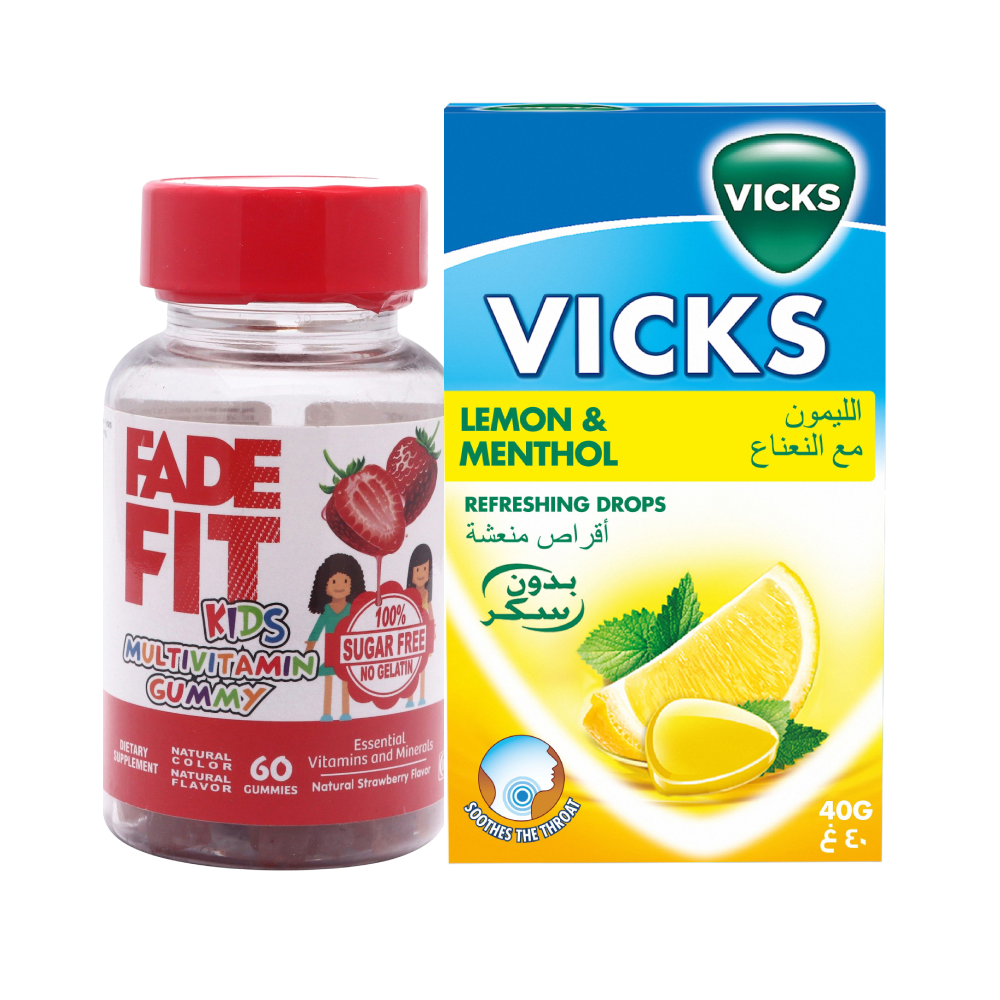 FADE
FIT
KIDS
MULTIVITAMIN
GUMMY
100%
SUGAR FREE
NO GELATIN
DIETARY
SUPPLEMENT
NATURAL
COLOR
NATURAL
FLAVOR
60
GUMMIES
Essential
Vitamins and Minerals
Natural Strawberry Flavor
VICKS
VICKS
LEMON &
MENTHOL
الليمون
مع النعناع
REFRESHING DROPS
أقراص منعشة
بدون
سكر
SOOTHES THE THROAT
40G
٤٠ غ